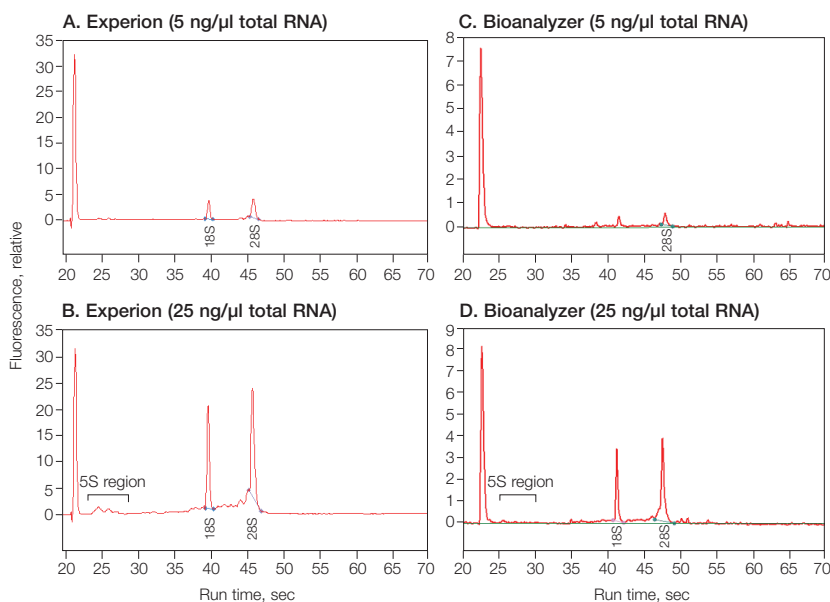 A. Experion (5 ng/µl total RNA)
35
30
25
20
15
10
5
0
18S
28S
20 25 30 35 40 45 50 55 60 65 70
C. Bioanalyzer (5 ng/µl total RNA)
8
7
6
5
4
3
2
1
0
28S
20 25 30 35 40 45 50 55 60 65 70
Fluorescence, relative
B. Experion (25 ng/µl total RNA)
35
30
25
20
15
10
5
0
5S region
18S
28S
20 25 30 35 40 45 50 55 60 65 70
Run time, sec
D. Bioanalyzer (25 ng/µl total RNA)
9
8
7
6
5
4
3
2
1
0
5S region
18S
28S
20 25 30 35 40 45 50 55 60 65 70
Run time, sec